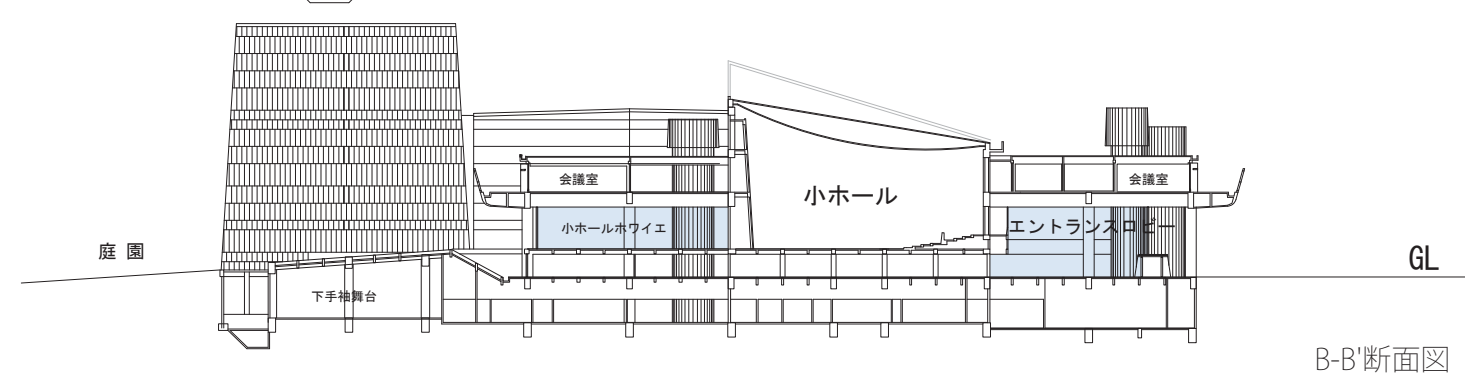 会議室
会議室
小ホール
小ホールホワイエ
エントランスロビー
庭園
GL
下手袖舞台
B-B'断面図